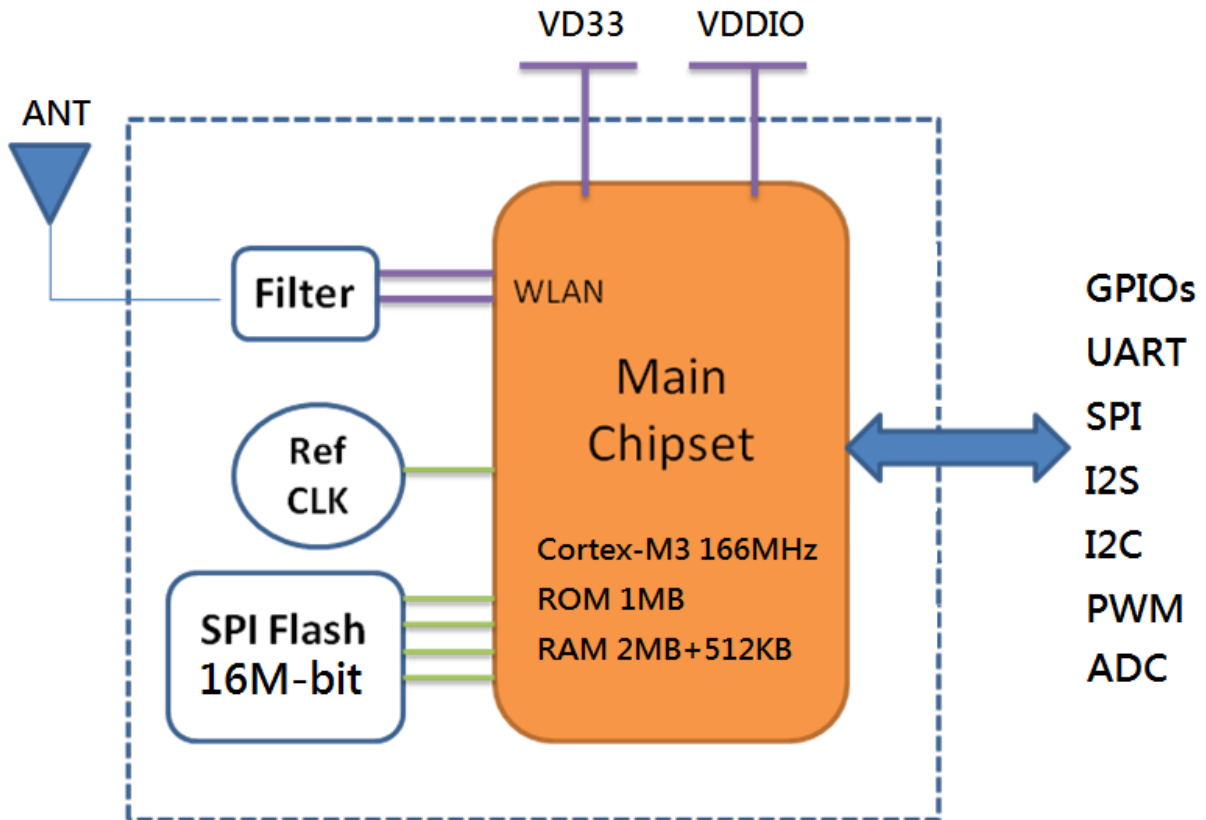 VD33
VDDIO
ANT
Filter
WLAN
Main
Chipset
Ref
CLK
Cortex-M3 166MHz
ROM 1MB
RAM 2MB+512KB
SPI Flash
16M-bit
GPIOs
UART
SPI
I2S
I2C
PWM
ADC